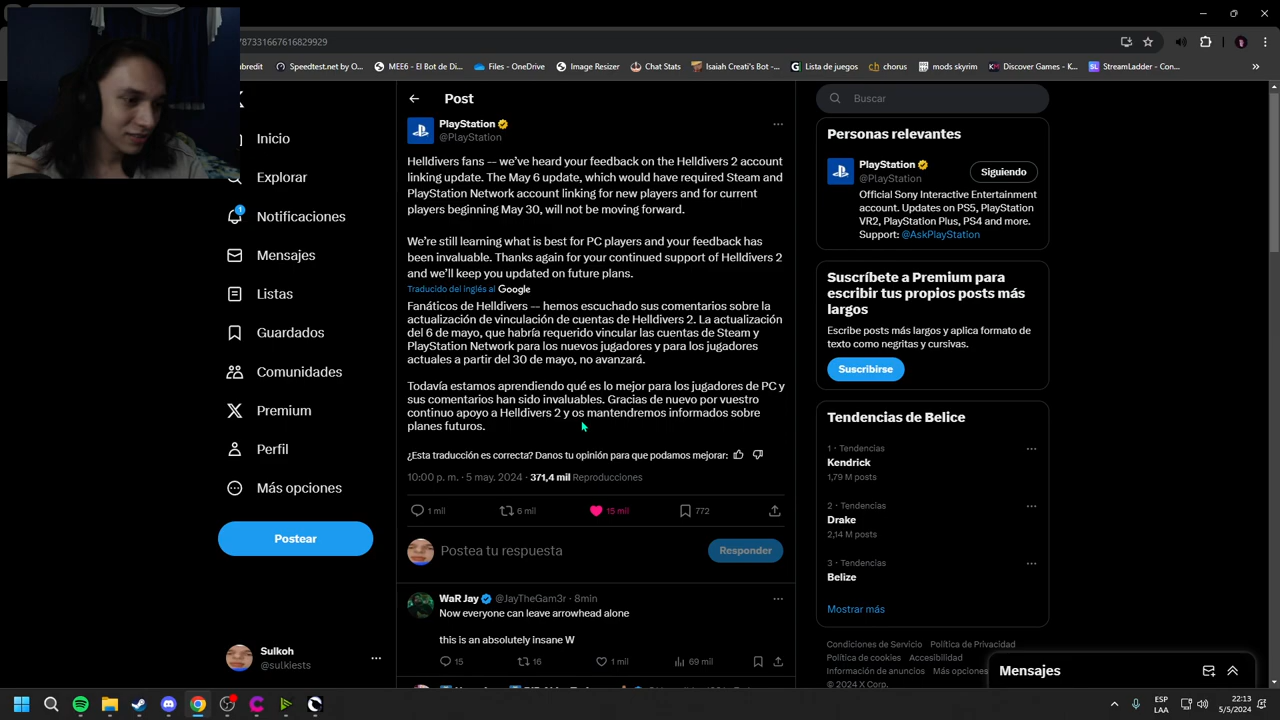 787331667616829929
abredit
Speedtest.net by O...
MEE6 - El Bot de Di...
Files - OneDrive
Image Resizer
Chat Stats
Isaiah Creati's Bot -...
Lista de juegos
chorus
mods skyrim
Discover Games - K...
StreamLadder - Con...
Inicio
Explorar
1
Notificaciones
Mensajes
Listas
Guardados
Comunidades
Premium
Perfil
Más opciones
Postear
Sulkoh
@sulkiests
Post
PlayStation
@PlayStation
Helldivers fans -- we've heard your feedback on the Helldivers 2 account
linking update. The May 6 update, which would have required Steam and
PlayStation Network account linking for new players and for current
players beginning May 30, will not be moving forward.
We're still learning what is best for PC players and your feedback has
been invaluable. Thanks again for your continued support of Helldivers 2
and we'll keep you updated on future plans.
Traducido del inglés al Google
Fanáticos de Helldivers -- hemos escuchado sus comentarios sobre la
actualización de vinculación de cuentas de Helldivers 2. La actualización
del 6 de mayo, que habría requerido vincular las cuentas de Steam y
PlayStation Network para los nuevos jugadores y para los jugadores
actuales a partir del 30 de mayo, no avanzará.
Todavía estamos aprendiendo qué es lo mejor para los jugadores de PC y
sus comentarios han sido invaluables. Gracias de nuevo por vuestro
continuo apoyo a Helldivers 2 y os mantendremos informados sobre
planes futuros.
¿Esta traducción es correcta? Danos tu opinión para que podamos mejorar:
10:00 p. m. · 5 may. 2024 · 371,4 mil Reproducciones
1 mil 6 mil 15 mil 772
Postea tu respuesta
Responder
WaR Jay @JayTheGam3r · 8min
Now everyone can leave arrowhead alone
this is an absolutely insane W
15 16 1 mil 69 mil
Buscar
Personas relevantes
PlayStation
@PlayStation
Siguiendo
Official Sony Interactive Entertainment
account. Updates on PS5, PlayStation
VR2, PlayStation Plus, PS4 and more.
Support: @AskPlayStation
Suscríbete a Premium para
escribir tus propios posts más
largos
Escribe posts más largos y aplica formato de
texto como negritas y cursivas.
Suscribirse
Tendencias de Belice
1 · Tendencias
Kendrick
1,79 M posts
2 · Tendencias
Drake
2,14 M posts
3 · Tendencias
Belize
Mostrar más
Condiciones de Servicio Política de Privacidad
Política de cookies Accesibilidad
Información de anuncios Más opciones
© 2024 X Corp.
Mensajes
ESP
LAA
22:13
5/5/2024